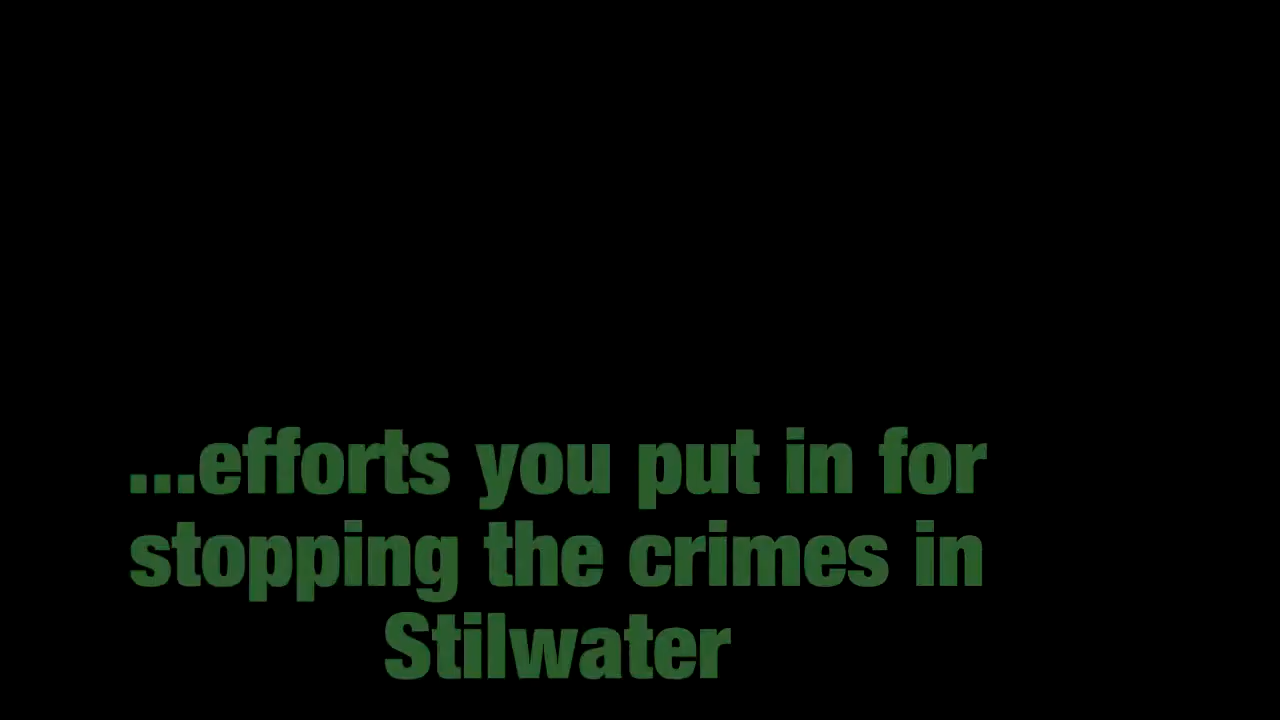 ...efforts you put in for
stopping the crimes in
Stilwater